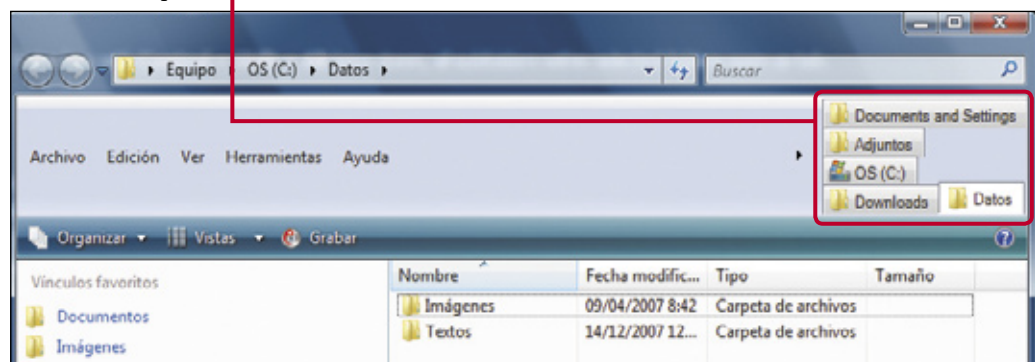 Equipo OS (C:) Datos
Buscar
Documents and Settings
Adjuntos
OS (C:)
Downloads Datos
Archivo Edición Ver Herramientas Ayuda
Organizar Vistas Grabar
Vínculos favoritos
Documentos
Imágenes
Nombre Fecha modific... Tipo Tamaño
Imágenes 09/04/2007 8:42 Carpeta de archivos
Textos 14/12/2007 12... Carpeta de archivos